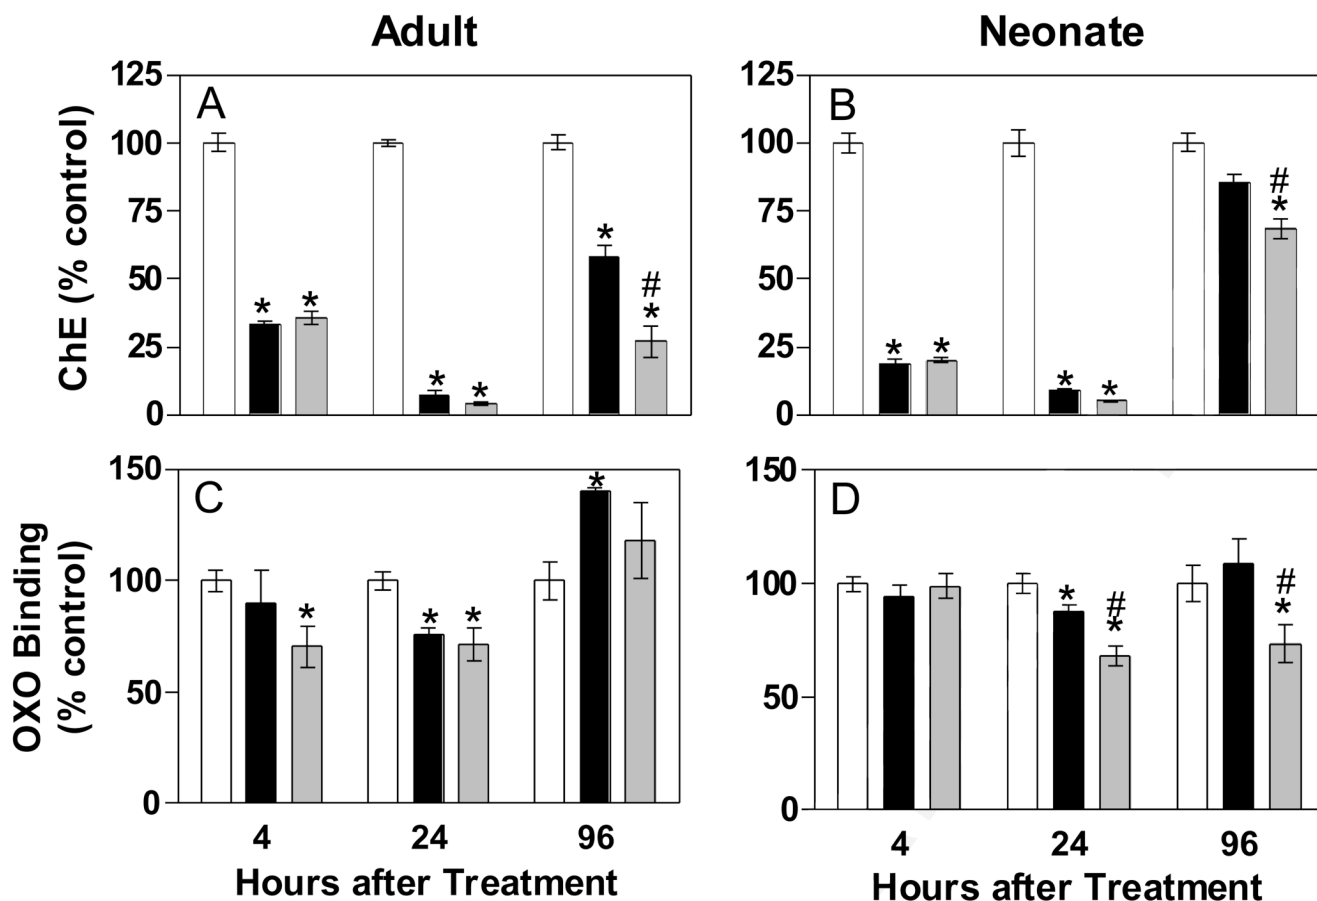 Adult
Neonate
ChE (% control)
A
125
100
75
50
25
0
* * * * * # *
B
125
100
75
50
25
0
* * * * # *
OXO Binding
(% control)
C
150
100
50
0
* * * *
4 24 96
Hours after Treatment
D
150
100
50
0
* # * # *
4 24 96
Hours after Treatment